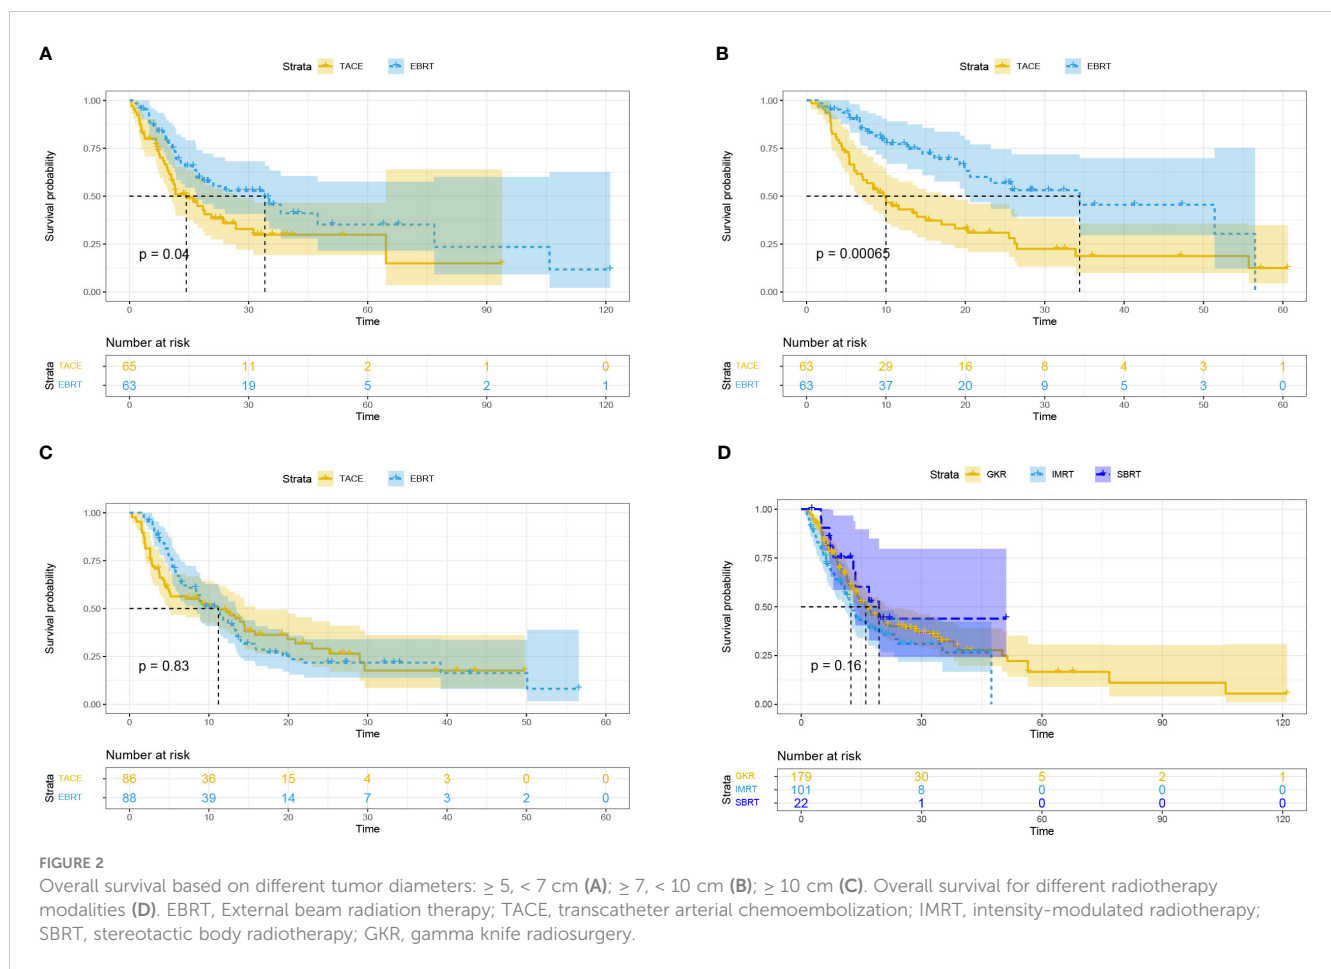 A
Strata TACE EBRT
1.00
0.75
0.50
0.25
0.00
Survival probability
p = 0.04
0 30 60 90 120
Time
Number at risk
Strata
TACE 65 11 2 1 0
EBRT 63 19 5 2 1
0 30 60 90 120
Time
B
Strata TACE EBRT
1.00
0.75
0.50
0.25
0.00
Survival probability
p = 0.00065
0 10 20 30 40 50 60
Time
Number at risk
Strata
TACE 63 29 16 8 4 3 1
EBRT 63 37 20 9 5 3 0
0 10 20 30 40 50 60
Time
C
Strata TACE EBRT
1.00
0.75
0.50
0.25
0.00
Survival probability
p = 0.83
0 10 20 30 40 50 60
Time
Number at risk
Strata
TACE 86 36 15 4 3 0 0
EBRT 88 39 14 7 3 2 0
0 10 20 30 40 50 60
Time
D
Strata GKR IMRT SBRT
1.00
0.75
0.50
0.25
0.00
Survival probability
p = 0.16
0 30 60 90 120
Time
Number at risk
Strata
GKR 179 30 5 2 1
IMRT 101 8 0 0 0
SBRT 22 1 0 0 0
0 30 60 90 120
Time
FIGURE 2
Overall survival based on different tumor diameters: ≥ 5, < 7 cm (A); ≥ 7, < 10 cm (B); ≥ 10 cm (C). Overall survival for different radiotherapy
modalities (D). EBRT, External beam radiation therapy; TACE, transcatheter arterial chemoembolization; IMRT, intensity-modulated radiotherapy;
SBRT, stereotactic body radiotherapy; GKR, gamma knife radiosurgery.